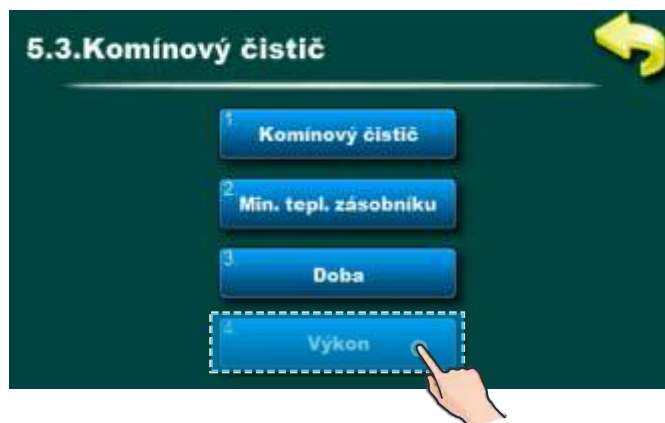 5.3.Komínový čistič
1
Komínový čistič
2
Min. tepl. zásobníku
3
Doba
4
Výkon